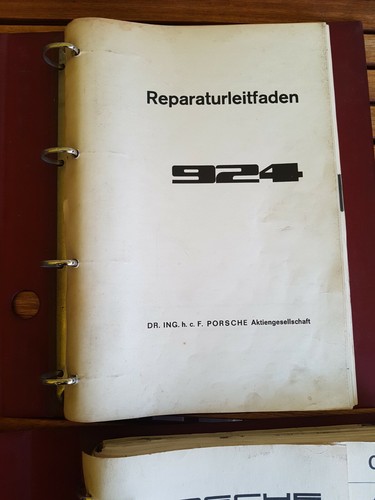 Reparaturleitfaden
924
DR. ING. h. c. F. PORSCHE Aktiengesellschaft